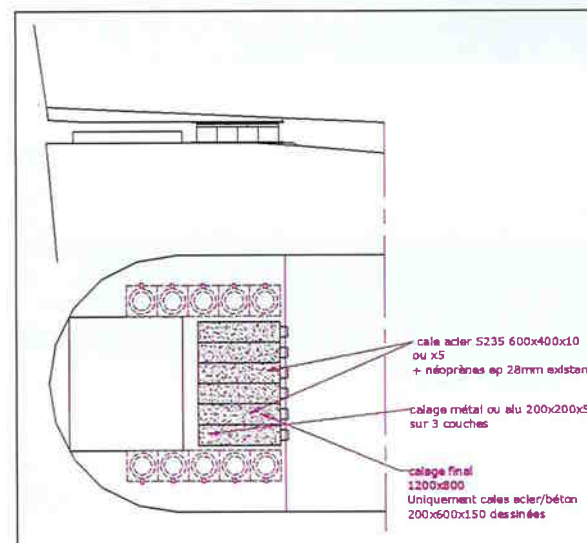 cale acier S235 600x400x10
ou x5
+ néoprènes ep 28mm existan
calage métal ou alu 200x200x5
sur 3 couches
calage final
1200x800
Uniquement cales acier/béton
200x600x150 dessinées